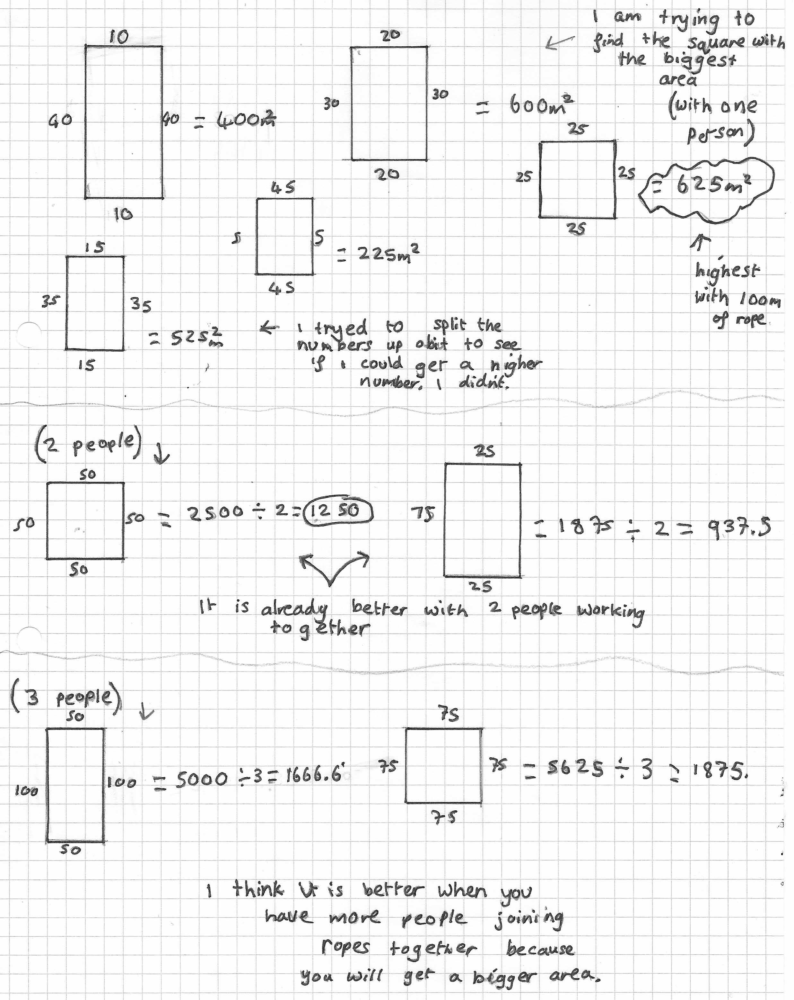 I am trying to
find the square with
the biggest
area
(with one
person)
10
40
40 = 400m²
10
20
30
30
= 600m²
20
25
25
25
= 625m²
25
↑
highest
with 100m
of rope
45
5
5
= 225m²
45
15
35
35
= 525m²
15
← I tryed to split the
numbers up abit to see
if I could get a higher
number. I didn't.
(2 people) ↓
50
50
50 = 2500 ÷ 2 = 1250
50
25
75
= 1875 ÷ 2 = 937.5
25
It is already better with 2 people working
together
(3 people) ↓
50
100
100 = 5000 ÷ 3 = 1666.6̇
50
75
75
75 = 5625 ÷ 3 = 1875.
75
I think it is better when you
have more people joining
ropes together because
you will get a bigger area.